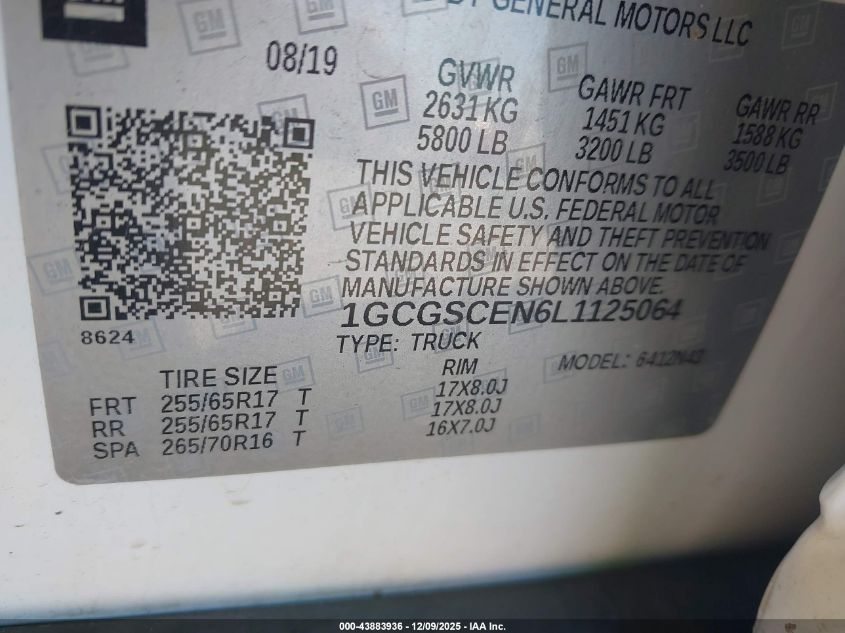 BY GENERAL MOTORS LLC
08/19
GVWR GAWR FRT GAWR RR
2631 KG 1451 KG 1588 KG
5800 LB 3200 LB 3500 LB
THIS VEHICLE CONFORMS TO ALL
APPLICABLE U.S. FEDERAL MOTOR
VEHICLE SAFETY AND THEFT PREVENTION
STANDARDS IN EFFECT ON THE DATE OF
MANUFACTURE SHOWN ABOVE.
1GCGSCEN6L1125064
8624
TYPE: TRUCK MODEL: 6412N43
TIRE SIZE RIM
FRT 255/65R17 T 17X8.0J
RR 255/65R17 T 17X8.0J
SPA 265/70R16 T 16X7.0J
GM
000-43883936 - 12/09/2025 - IAA Inc.